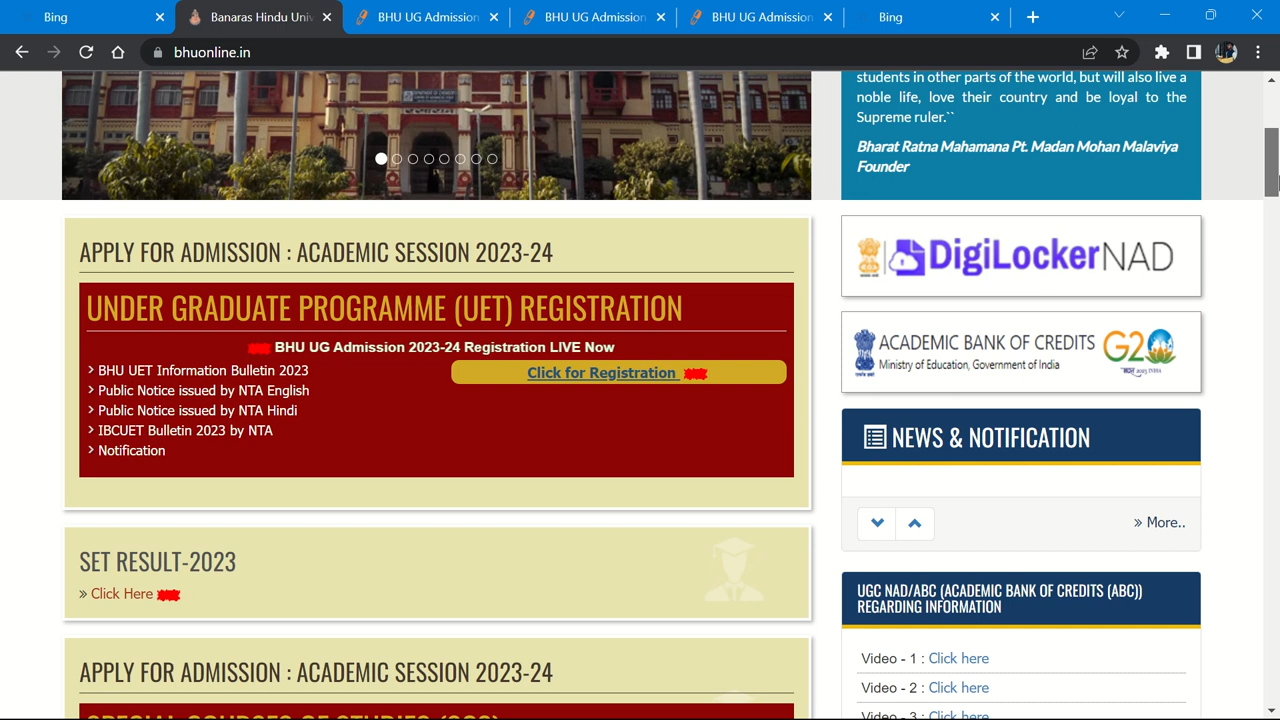 Bing
Banaras Hindu Univ
BHU UG Admission
BHU UG Admission
BHU UG Admission
Bing
bhuonline.in
students in other parts of the world, but will also live a
noble life, love their country and be loyal to the
Supreme ruler.``
Bharat Ratna Mahamana Pt. Madan Mohan Malaviya
Founder
APPLY FOR ADMISSION : ACADEMIC SESSION 2023-24
UNDER GRADUATE PROGRAMME (UET) REGISTRATION
BHU UG Admission 2023-24 Registration LIVE Now
BHU UET Information Bulletin 2023
Click for Registration
Public Notice issued by NTA English
Public Notice issued by NTA Hindi
IBCUET Bulletin 2023 by NTA
Notification
SET RESULT-2023
» Click Here
APPLY FOR ADMISSION : ACADEMIC SESSION 2023-24
SPECIAL COURSES OF STUDIES (SCS)
DigiLockerNAD
ACADEMIC BANK OF CREDITS
Ministry of Education, Government of India
G20
NEWS & NOTIFICATION
» More..
UGC NAD/ABC (ACADEMIC BANK OF CREDITS (ABC))
REGARDING INFORMATION
Video - 1 : Click here
Video - 2 : Click here
Video - 3 : Click here